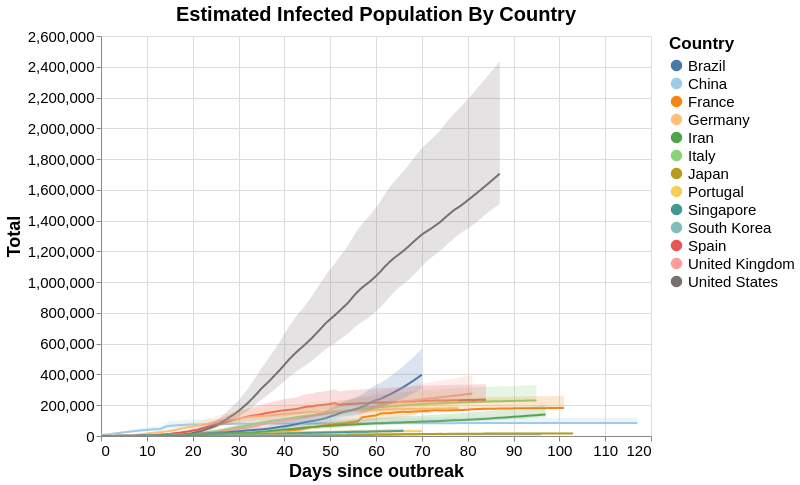 Estimated Infected Population By Country
2,600,000
2,400,000
2,200,000
2,000,000
1,800,000
1,600,000
1,400,000
1,200,000
1,000,000
800,000
600,000
400,000
200,000
0
Total
0 10 20 30 40 50 60 70 80 90 100 110 120
Days since outbreak
Country
Brazil
China
France
Germany
Iran
Italy
Japan
Portugal
Singapore
South Korea
Spain
United Kingdom
United States